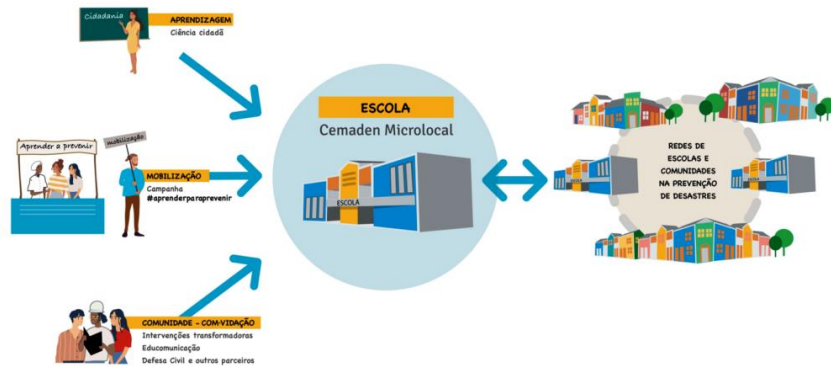 Cidadania
APRENDIZAGEM
Ciência cidadã
Aprender a prevenir
mobilização
MOBILIZAÇÃO
Campanha
#aprenderparaprevenir
COMUNIDADE - COM-VIDAÇÃO
Intervenções transformadoras
Educomunicação
Defesa Civil e outros parceiros
ESCOLA
Cemaden Microlocal
ESCOLA
REDES DE
ESCOLAS E
COMUNIDADES
NA PREVENÇÃO
DE DESASTRES